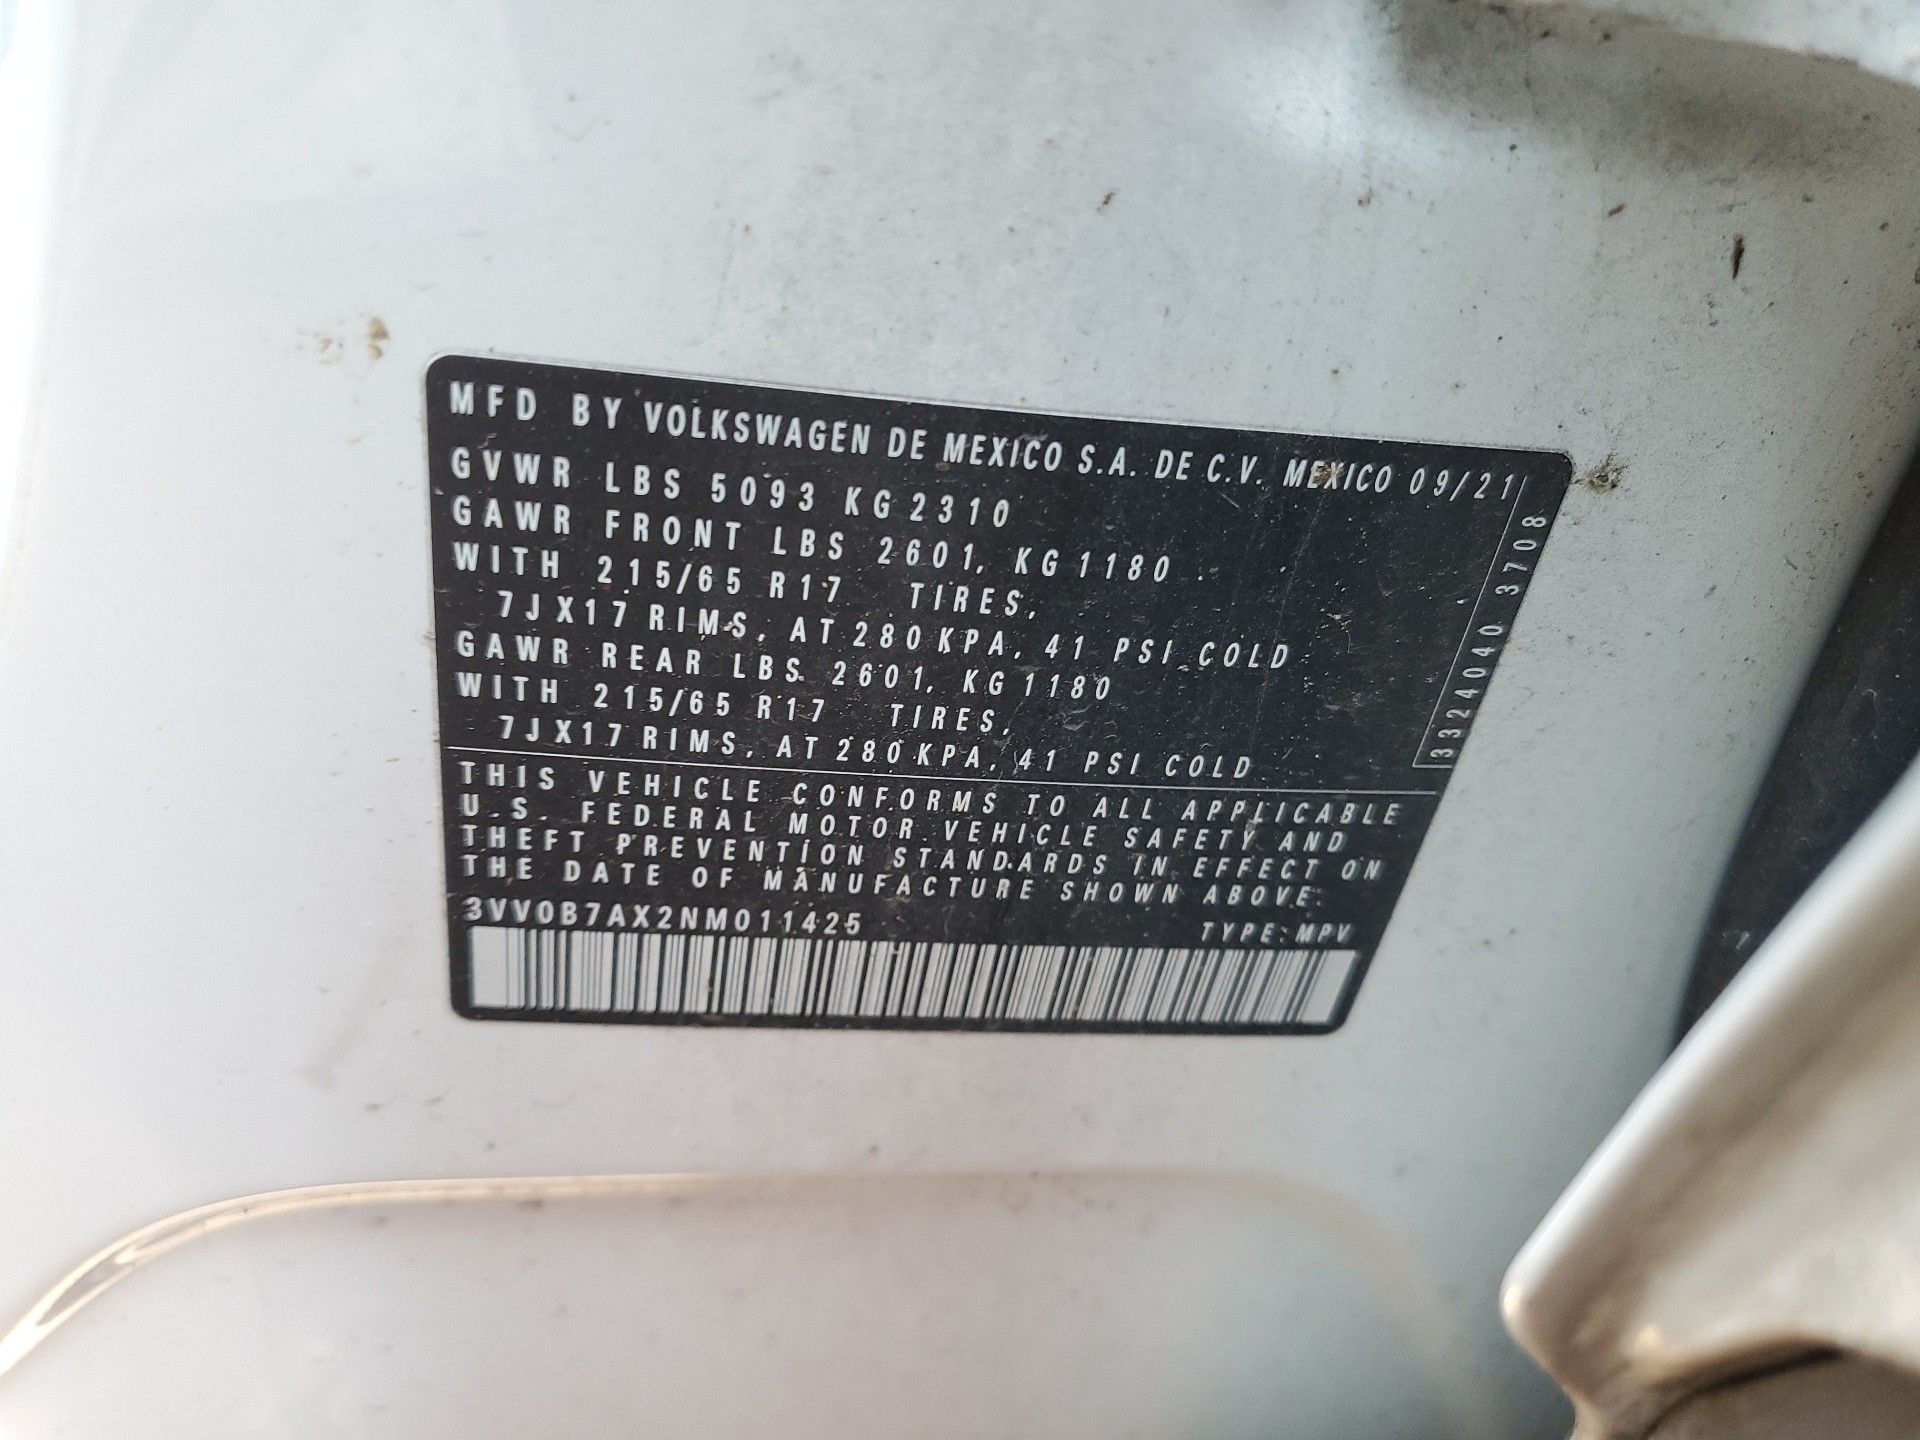 MFD BY VOLKSWAGEN DE MEXICO S.A. DE C.V. MEXICO 09/21
GVWR LBS 5093 KG 2310
GAWR FRONT LBS 2601, KG 1180
WITH 215/65 R17 TIRES,
7JX17 RIMS, AT 280 KPA, 41 PSI COLD
GAWR REAR LBS 2601, KG 1180
WITH 215/65 R17 TIRES,
7JX17 RIMS, AT 280 KPA, 41 PSI COLD
3324040 3708
THIS VEHICLE CONFORMS TO ALL APPLICABLE
U.S. FEDERAL MOTOR VEHICLE SAFETY AND
THEFT PREVENTION STANDARDS IN EFFECT ON
THE DATE OF MANUFACTURE SHOWN ABOVE.
3VV0B7AX2NM011425 TYPE: MPV